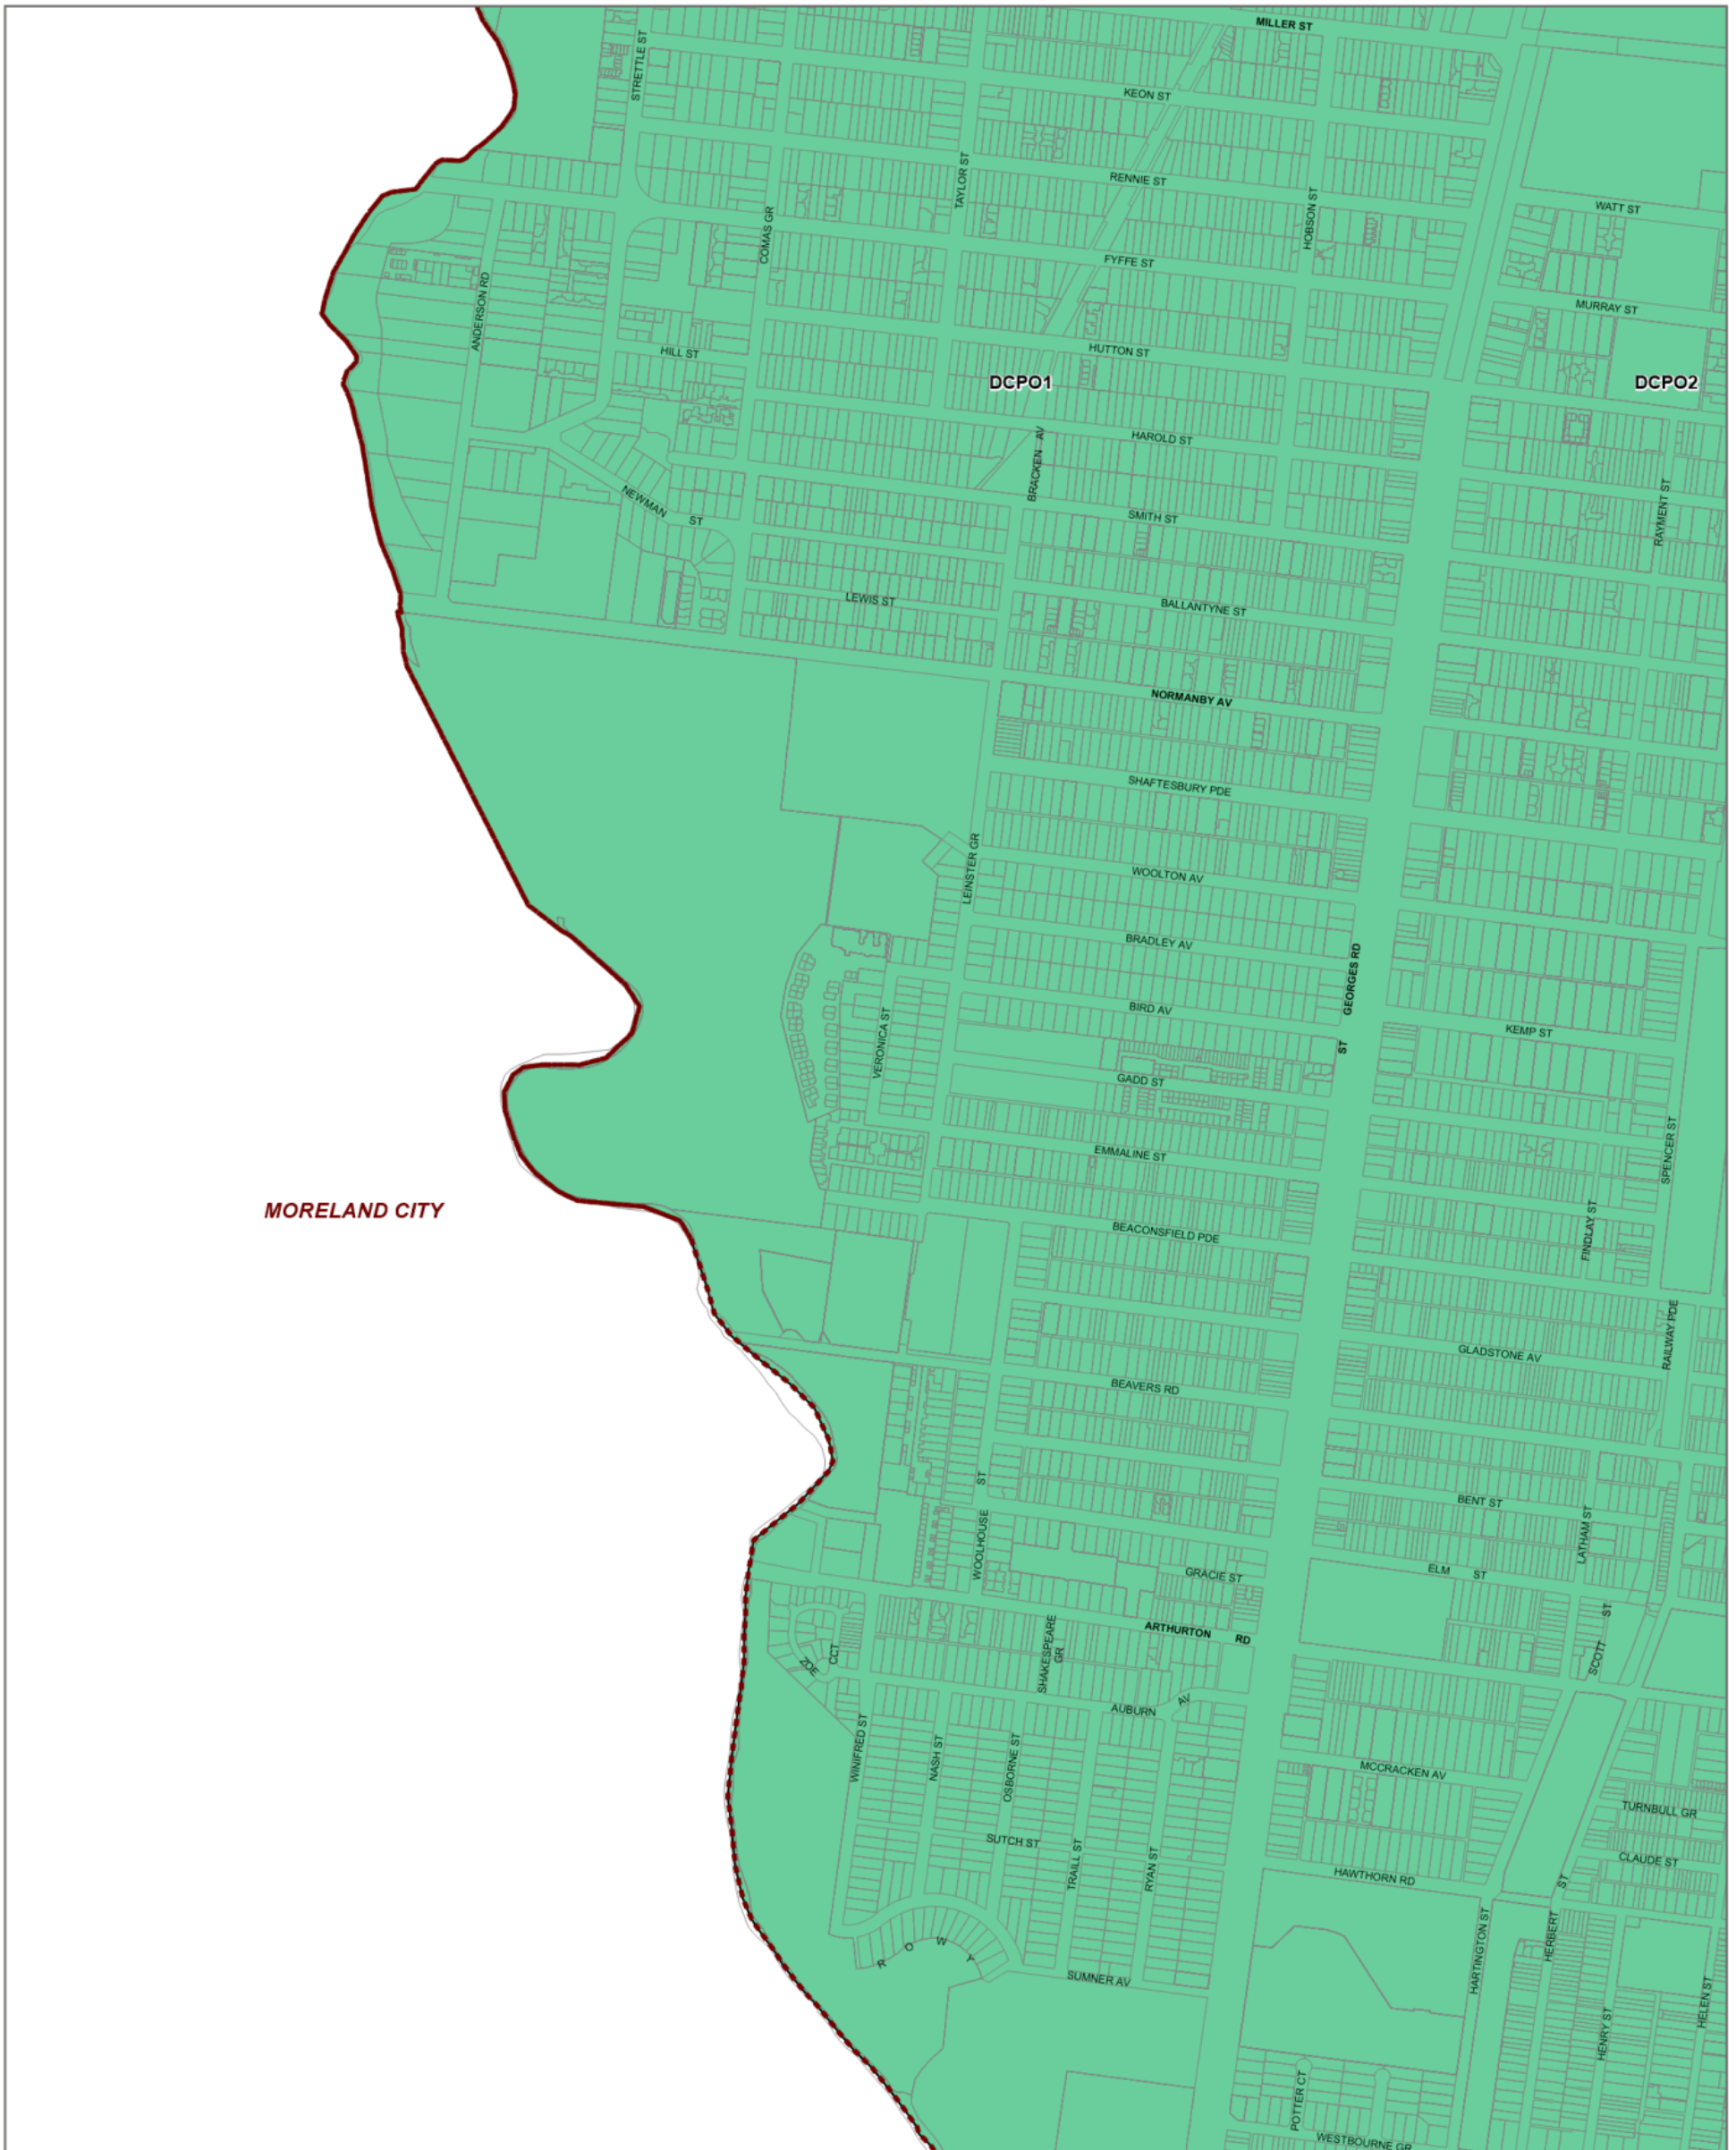 MILLER ST
STRETTLE ST
KEON ST
TAYLOR ST
RENNIE ST
HOBSON ST
WATT ST
COMAS GR
FYFFE ST
ANDERSON RD
MURRAY ST
HILL ST
HUTTON ST
DCPO1
DCPO2
HAROLD ST
BRACKEN AV
NEWMAN ST
SMITH ST
RAYMENT ST
LEWIS ST
BALLANTYNE ST
NORMANBY AV
SHAFTESBURY PDE
LEINSTER GR
WOOLTON AV
BRADLEY AV
ST GEORGES RD
BIRD AV
VERONICA ST
KEMP ST
GADD ST
EMMALINE ST
SPENCER ST
MORELAND CITY
BEACONSFIELD PDE
FINDLAY ST
RAILWAY PDE
GLADSTONE AV
BEAVERS RD
WOOLHOUSE ST
BENT ST
LATHAM ST
GRACIE ST
ELM ST
SHAKESPEARE GR
ARTHURTON RD
SCOTT ST
ZOE CCT
AUBURN AV
WINIFRED ST
NASH ST
OSBORNE ST
MCCRACKEN AV
TURNBULL GR
SUTCH ST
TRAILL ST
RYAN ST
CLAUDE ST
HAWTHORN RD
HERBERT ST
HARTINGTON ST
R O W Y
SUMNER AV
HELEN ST
HENRY ST
POTTER CT
WESTBOURNE GR